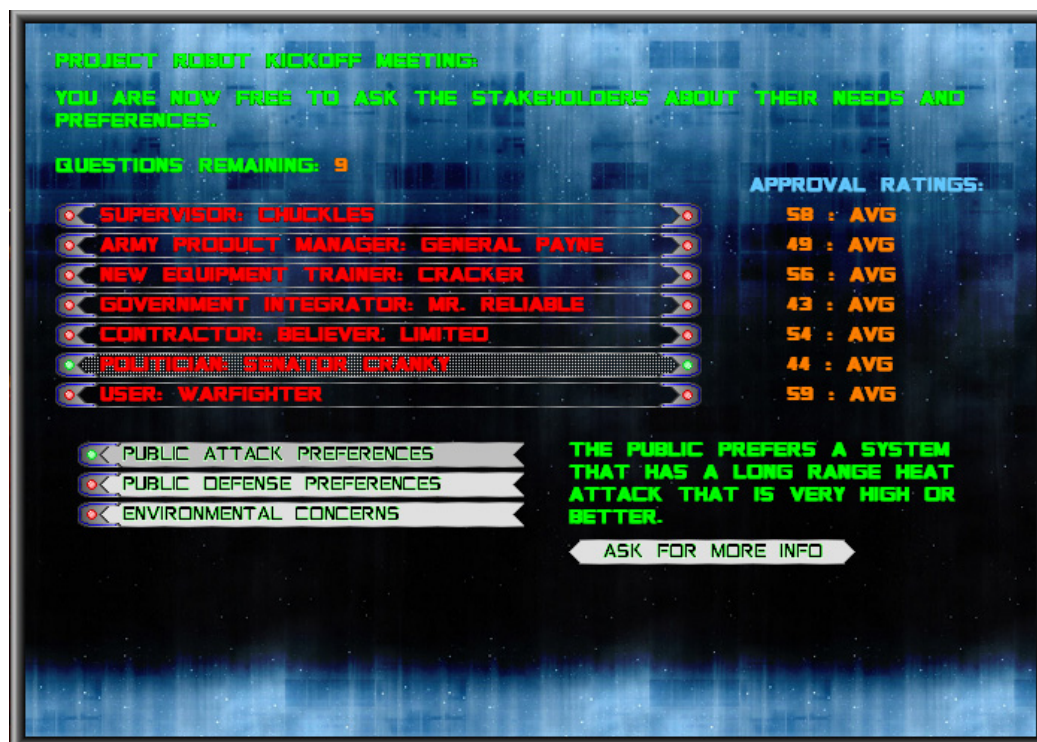 PROJECT ROBOT KICKOFF MEETING:
YOU ARE NOW FREE TO ASK THE STAKEHOLDERS ABOUT THEIR NEEDS AND
PREFERENCES.
QUESTIONS REMAINING: 9
APPROVAL RATINGS:
SUPERVISOR: CHUCKLES 58 : AVG
ARMY PRODUCT MANAGER: GENERAL PAYNE 49 : AVG
NEW EQUIPMENT TRAINER: CRACKER 56 : AVG
GOVERNMENT INTEGRATOR: MR. RELIABLE 43 : AVG
CONTRACTOR: BELIEVER, LIMITED 54 : AVG
POLITICIAN: SENATOR CRANKY 44 : AVG
USER: WARFIGHTER 59 : AVG
PUBLIC ATTACK PREFERENCES
PUBLIC DEFENSE PREFERENCES
ENVIRONMENTAL CONCERNS
THE PUBLIC PREFERS A SYSTEM
THAT HAS A LONG RANGE HEAT
ATTACK THAT IS VERY HIGH OR
BETTER.
ASK FOR MORE INFO